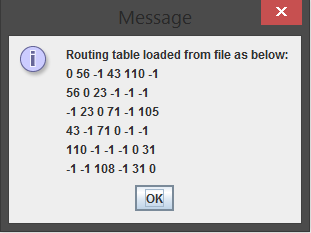 Message
Routing table loaded from file as below:
0 56 -1 43 110 -1
56 0 23 -1 -1 -1
-1 23 0 71 -1 105
43 -1 71 0 -1 -1
110 -1 -1 -1 0 31
-1 -1 108 -1 31 0
OK